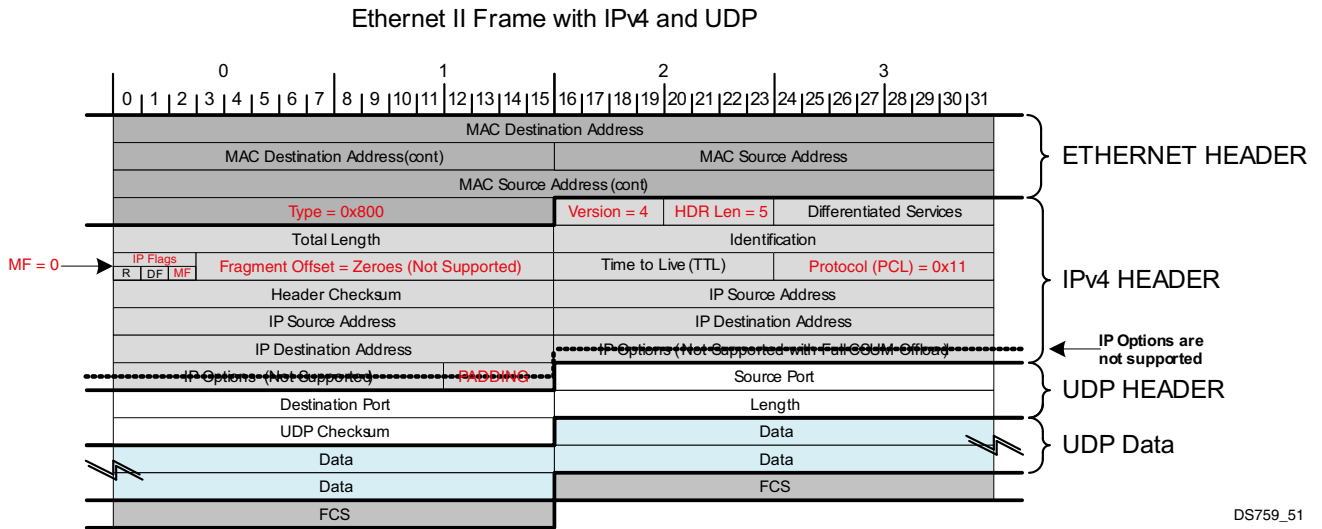 Ethernet II Frame with IPv4 and UDP
0 1 2 3
0 1 2 3 4 5 6 7 8 9 10 11 12 13 14 15 16 17 18 19 20 21 22 23 24 25 26 27 28 29 30 31
MAC Destination Address
MAC Destination Address(cont) MAC Source Address
ETHERNET HEADER
MAC Source Address (cont)
Type = 0x800 Version = 4 HDR Len = 5 Differentiated Services
Total Length Identification
MF = 0
IP Flags
R DF MF
Fragment Offset = Zeroes (Not Supported) Time to Live (TTL) Protocol (PCL) = 0x11
IPv4 HEADER
Header Checksum IP Source Address
IP Source Address IP Destination Address
IP Destination Address IP Options (Not Supported with Full CSUM Offload)
IP Options are
not supported
IP Options (Not Supported) PADDING Source Port
UDP HEADER
Destination Port Length
UDP Checksum Data
UDP Data
Data Data
Data FCS
FCS
DS759_51